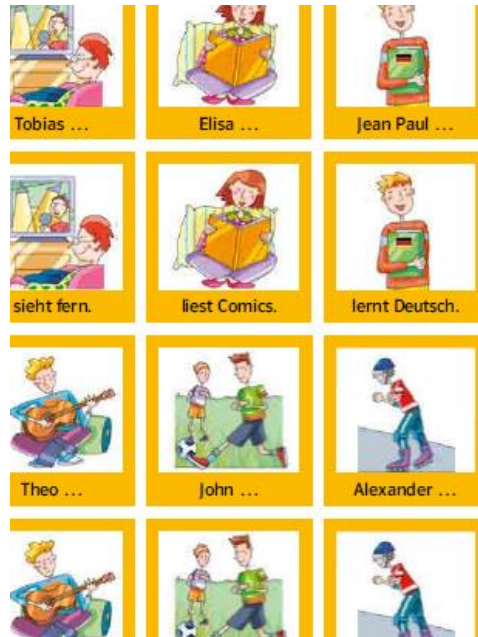 Tobias ...
Elisa ...
Jean Paul ...
sieht fern.
liest Comics.
lernt Deutsch.
Theo ...
John ...
Alexander ...